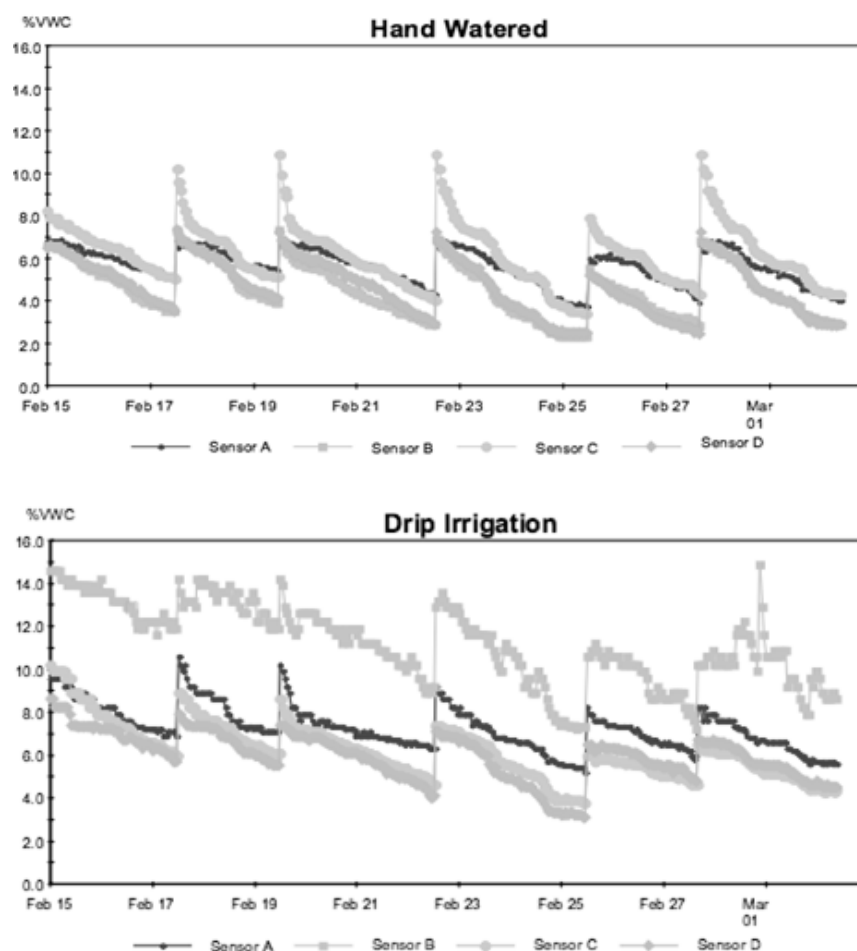 %VWC
Hand Watered
16.0
14.0
12.0
10.0
8.0
6.0
4.0
2.0
0.0
Feb 15 Feb 17 Feb 19 Feb 21 Feb 23 Feb 25 Feb 27 Mar
01
Sensor A Sensor B Sensor C Sensor D
%VWC
Drip Irrigation
16.0
14.0
12.0
10.0
8.0
6.0
4.0
2.0
0.0
Feb 15 Feb 17 Feb 19 Feb 21 Feb 23 Feb 25 Feb 27 Mar
01
Sensor A Sensor B Sensor C Sensor D